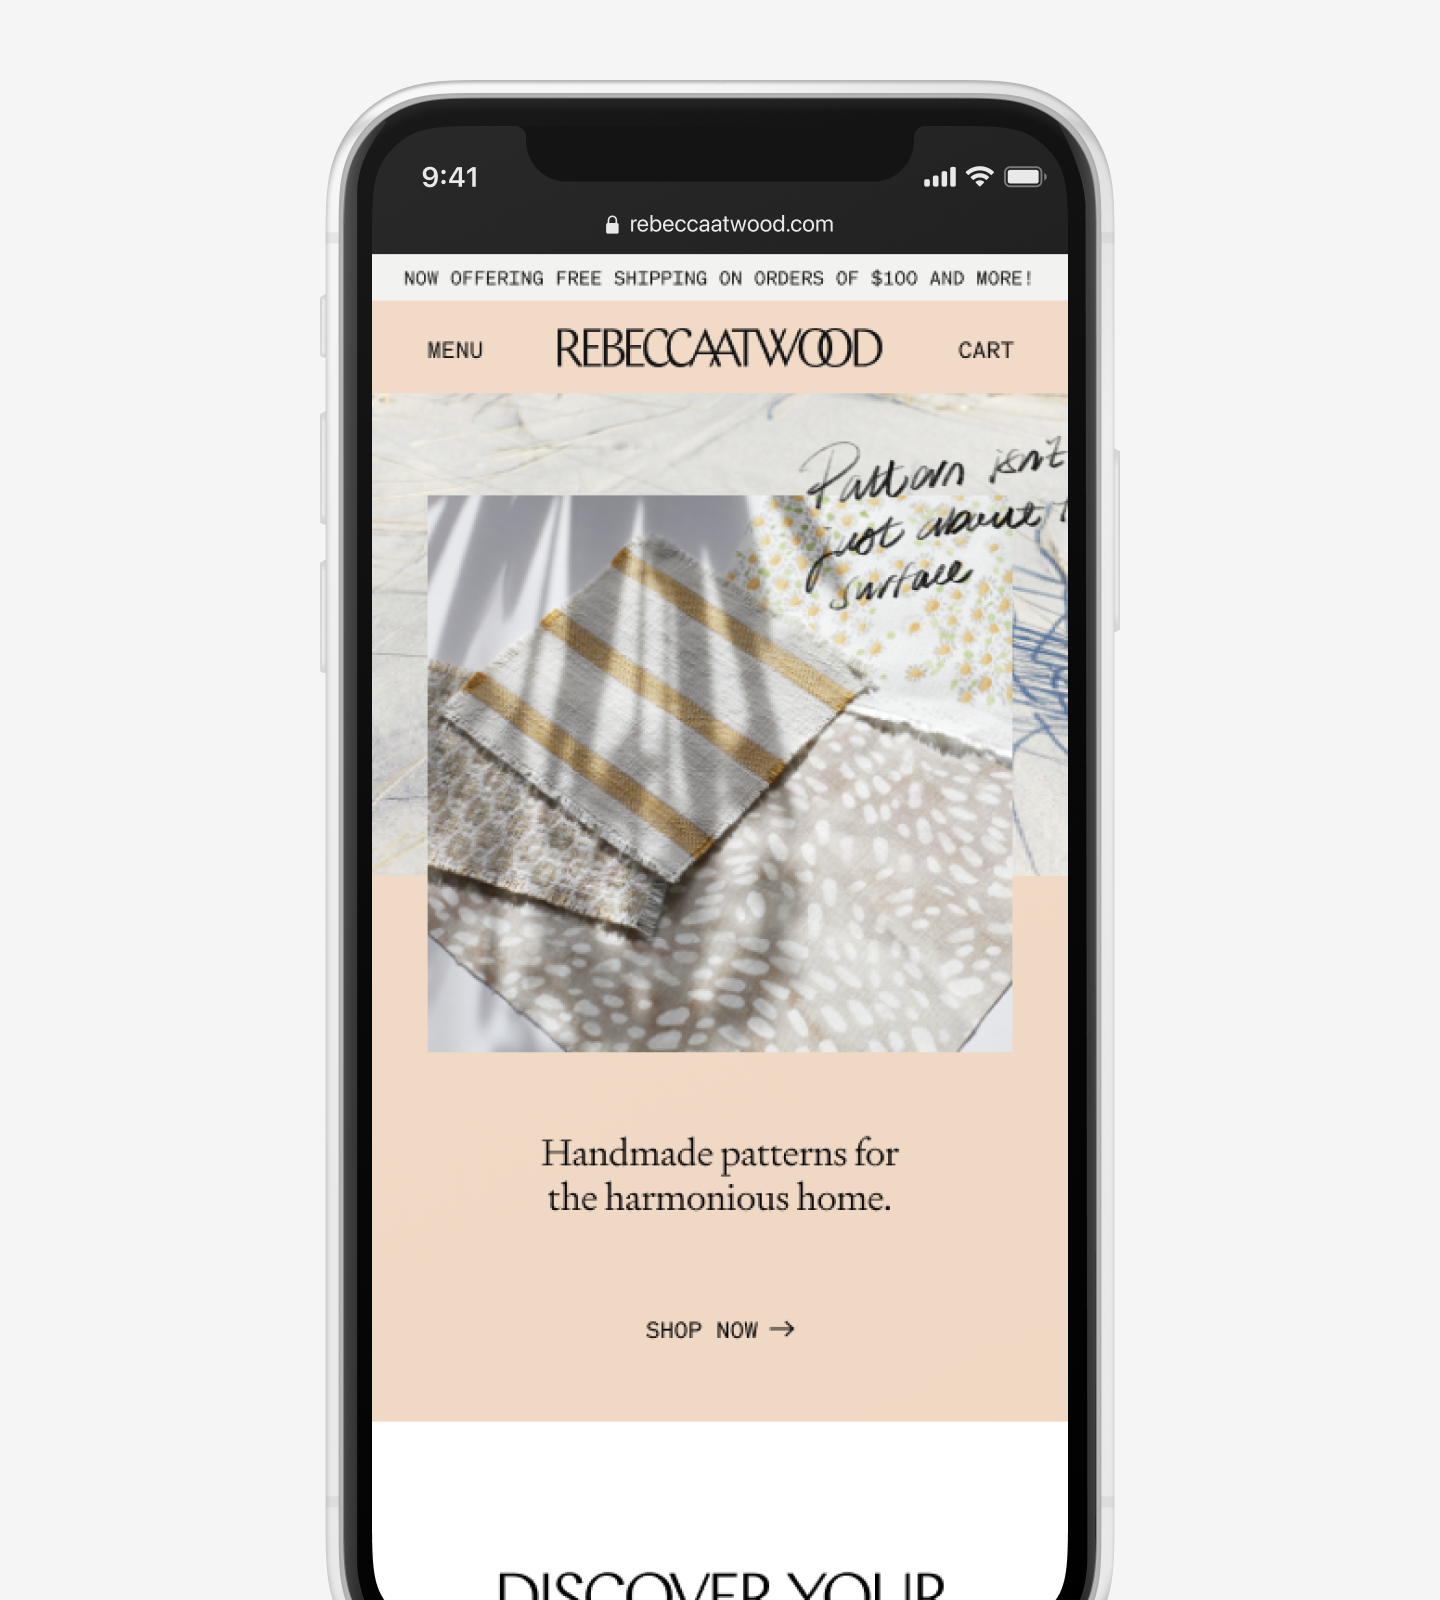 9:41
rebeccaatwood.com
NOW OFFERING FREE SHIPPING ON ORDERS OF $100 AND MORE!
MENU REBECCAATWOOD CART
Pattern isn't
just about
surface
Handmade patterns for
the harmonious home.
SHOP NOW →
DISCOVER YOUR